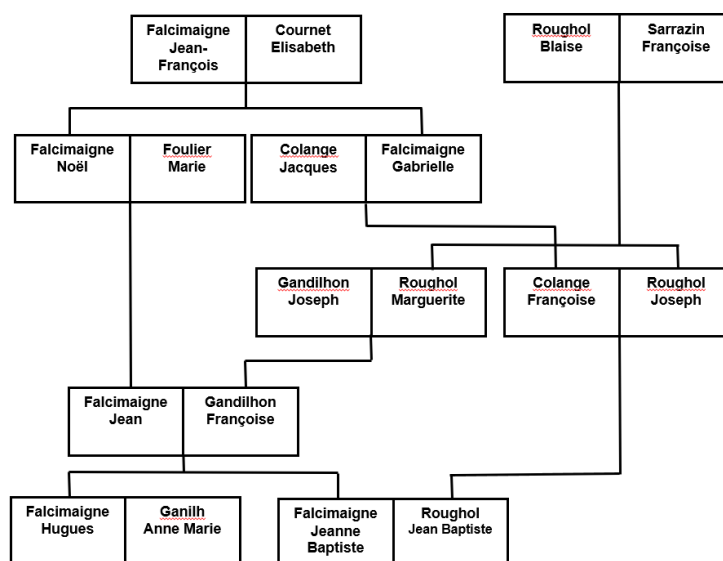 Falcimaigne
Jean-
François
Cournet
Elisabeth
Roughol
Blaise
Sarrazin
Françoise
Falcimaigne
Noël
Foulier
Marie
Colange
Jacques
Falcimaigne
Gabrielle
Gandilhon
Joseph
Roughol
Marguerite
Colange
Françoise
Roughol
Joseph
Falcimaigne
Jean
Gandilhon
Françoise
Falcimaigne
Hugues
Ganilh
Anne Marie
Falcimaigne
Jeanne
Baptiste
Roughol
Jean Baptiste